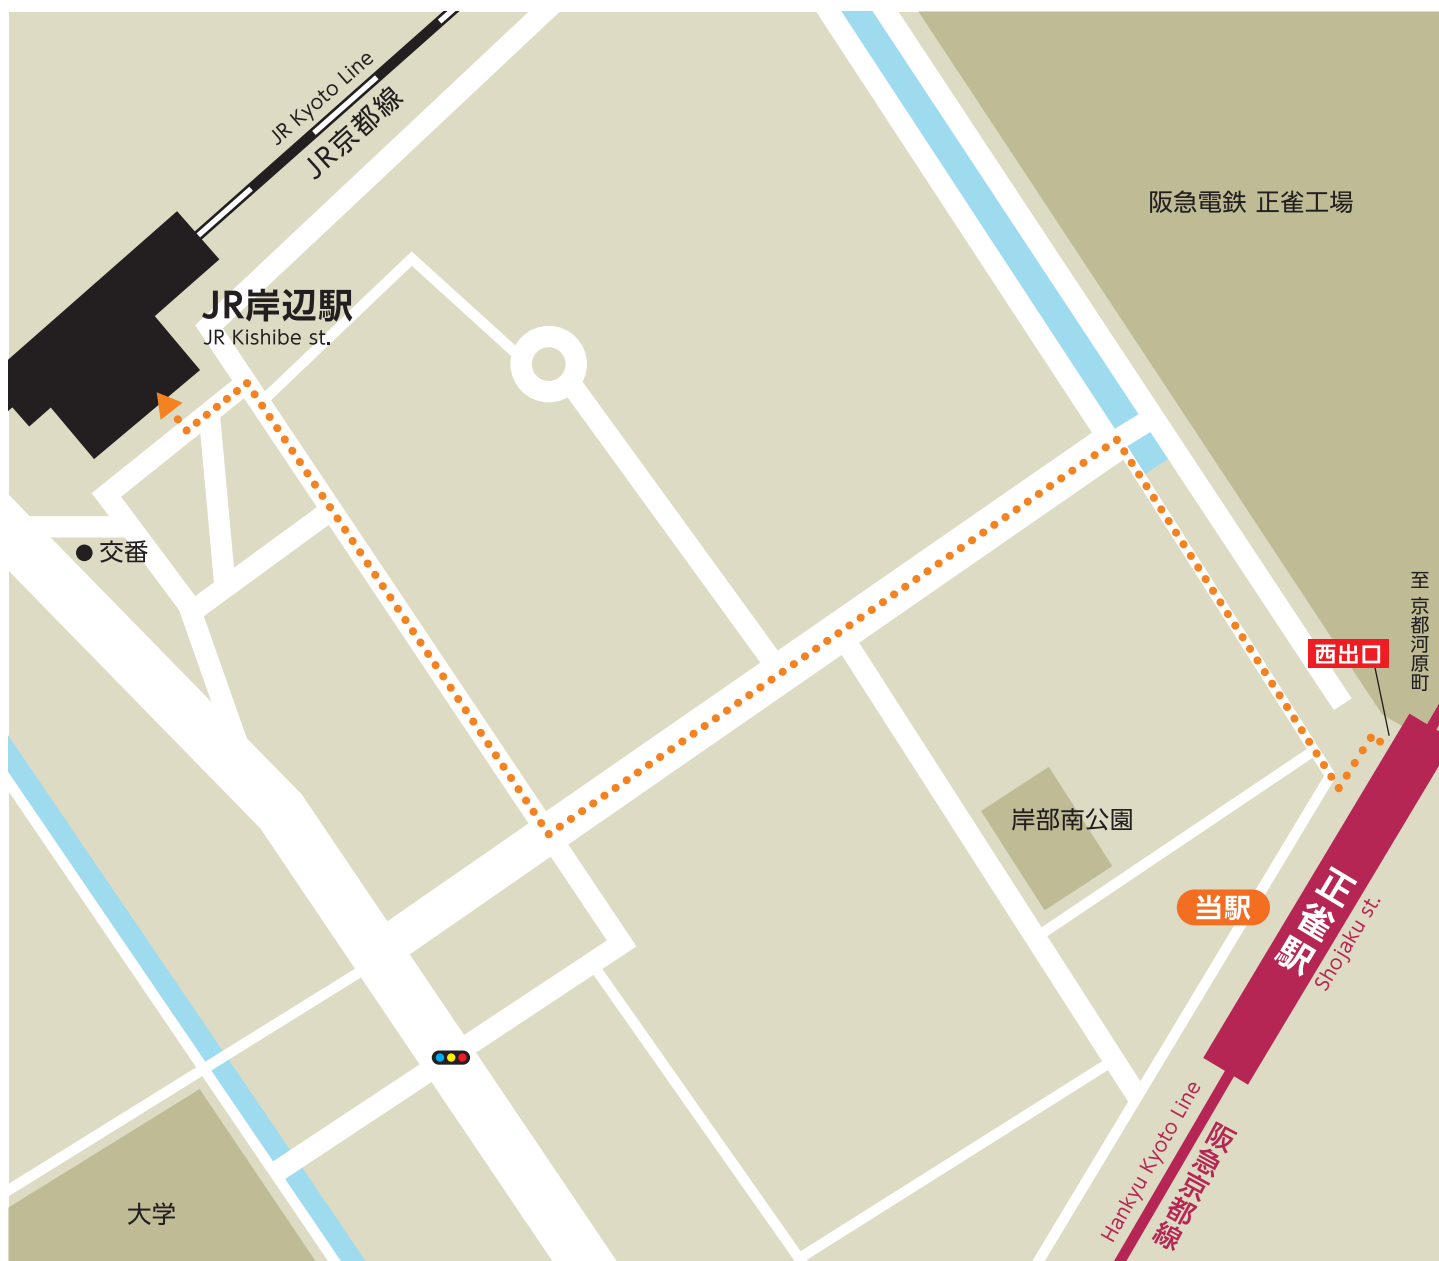 JR Kyoto Line
JR京都線
阪急電鉄 正雀工場
JR岸辺駅
JR Kishibe st.
交番
至 京都河原町
西出口
岸部南公園
当駅
正雀駅
Shojaku st.
Hankyu Kyoto Line
阪急京都線
大学